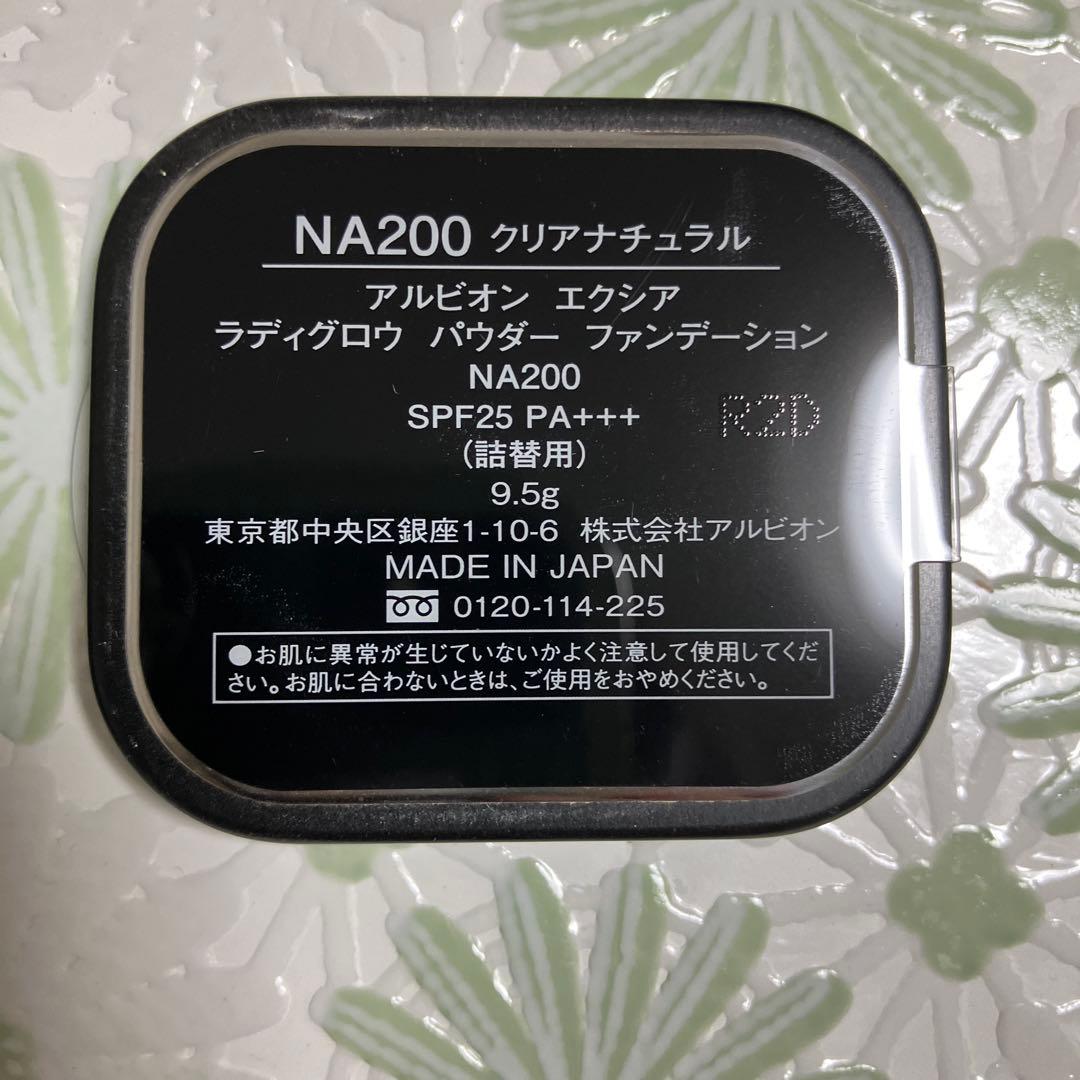 NA200 クリアナチュラル
アルビオン エクシア
ラディグロウ パウダー ファンデーション
NA200
SPF25 PA+++
R2D
(詰替用)
9.5g
東京都中央区銀座1-10-6 株式会社アルビオン
MADE IN JAPAN
0120-114-225
●お肌に異常が生じていないかよく注意して使用してくだ
さい。お肌に合わないときは、ご使用をおやめください。